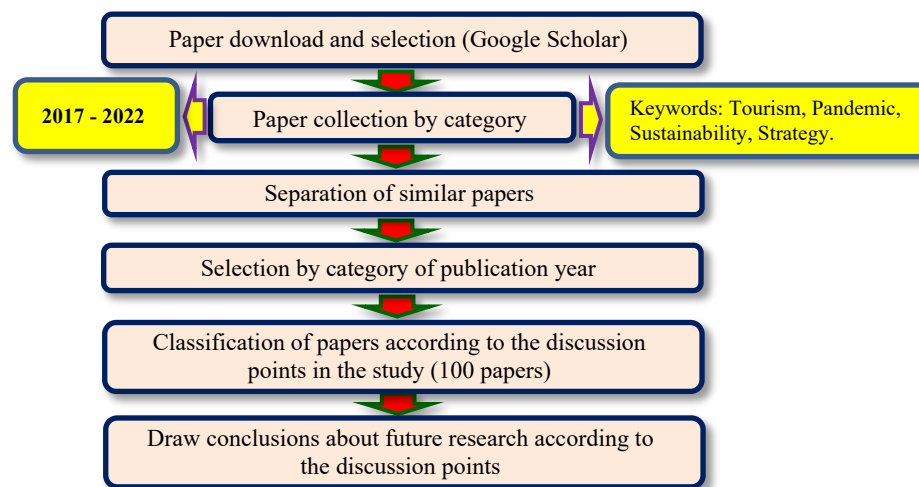 Paper download and selection (Google Scholar)
2017 - 2022
Paper collection by category
Keywords: Tourism, Pandemic,
Sustainability, Strategy.
Separation of similar papers
Selection by category of publication year
Classification of papers according to the discussion
points in the study (100 papers)
Draw conclusions about future research according to
the discussion points